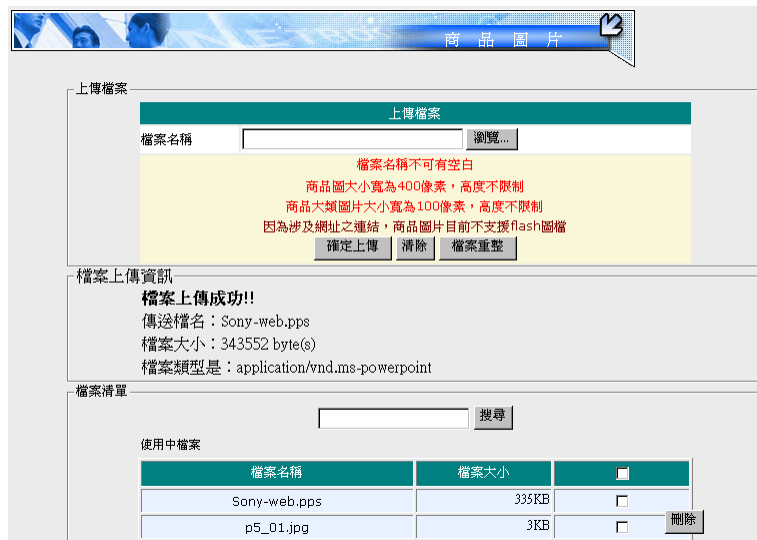 商品圖片
上傳檔案
上傳檔案
檔案名稱 瀏覽...
檔案名稱不可有空白
商品圖大小寬為400像素，高度不限制
商品大類圖片大小寬為100像素，高度不限制
因為涉及網址之連結，商品圖片目前不支援flash圖檔
確定上傳 清除 檔案重整
檔案上傳資訊
檔案上傳成功!!
傳送檔名：Sony-web.pps
檔案大小：343552 byte(s)
檔案類型是：application/vnd.ms-powerpoint
檔案清單
搜尋
使用中檔案
檔案名稱 檔案大小
Sony-web.pps 335KB
p5_01.jpg 3KB
刪除